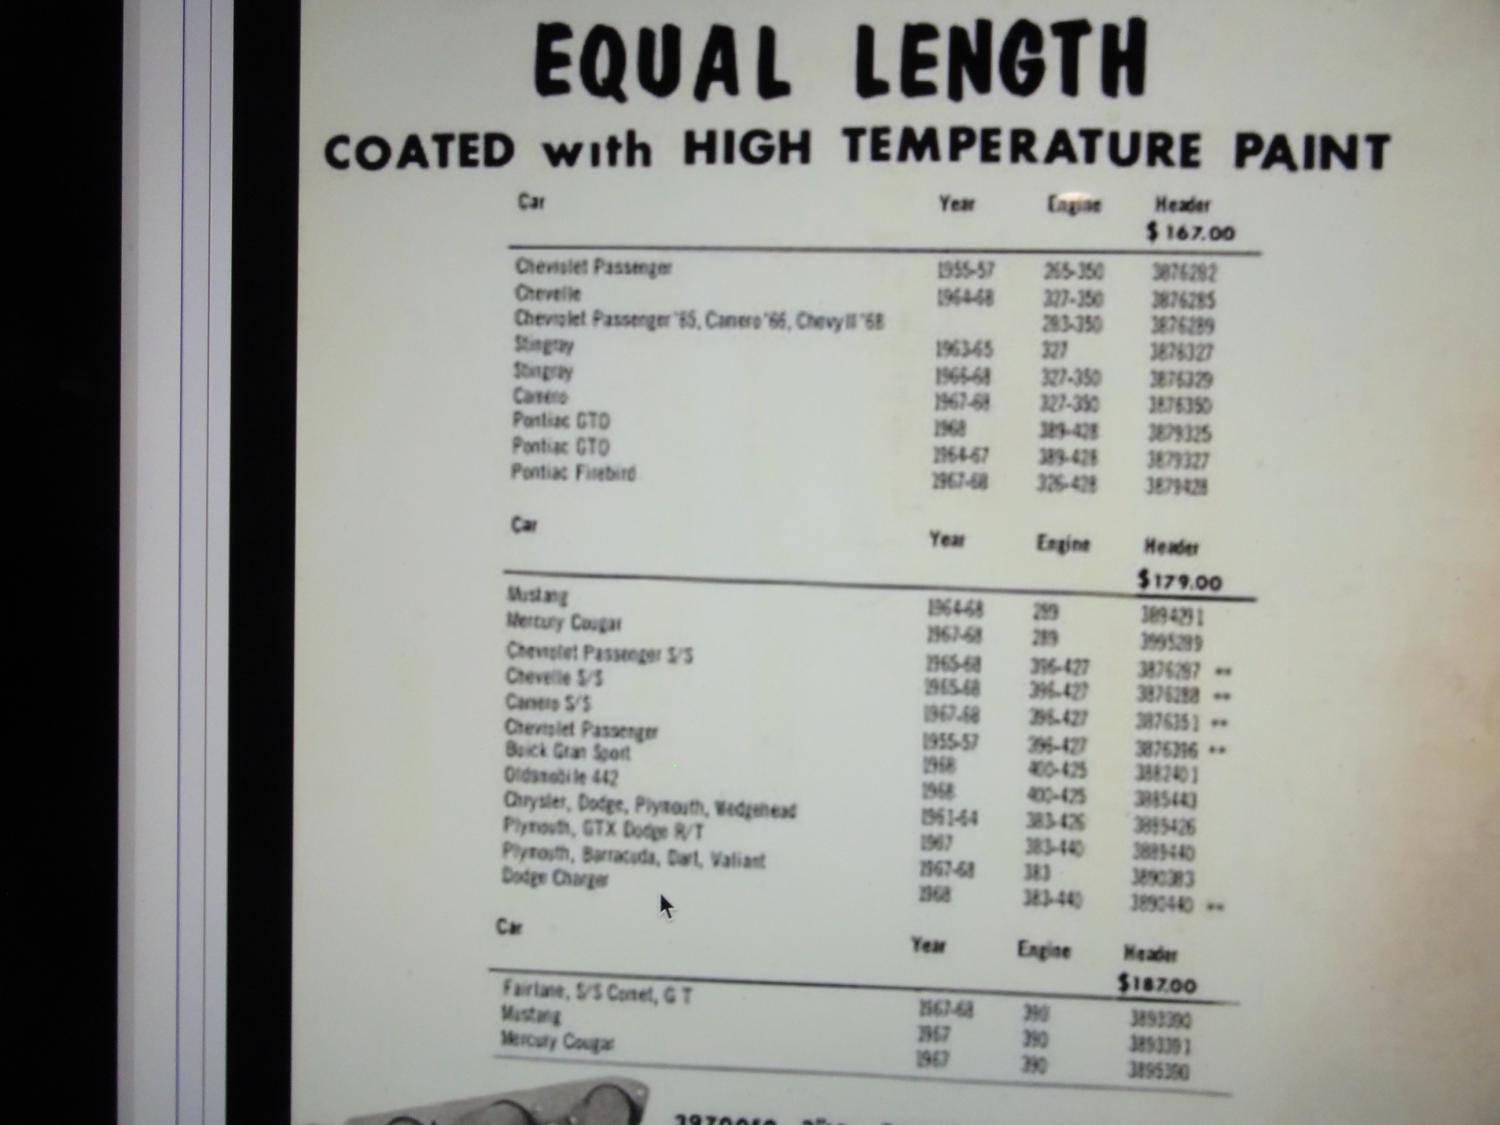 EQUAL LENGTH
COATED with HIGH TEMPERATURE PAINT
Car Year Engine Header
$167.00
Chevrolet Passenger 1955-57 265-350 3876282
Chevelle 1964-68 327-350 3876285
Chevrolet Passenger '65, Camero '66, Chevy II '68 283-350 3876289
Stingray 1963-65 327 3876327
Stingray 1966-68 327-350 3876329
Camero 1967-68 327-350 3876350
Pontiac GTO 1968 389-428 3879325
Pontiac GTO 1964-67 389-428 3879327
Pontiac Firebird 1967-68 326-428 3879428
Car Year Engine Header
$179.00
Mustang 1964-68 289 3894291
Mercury Cougar 1967-68 289
Chevrolet Passenger S/S 1965-68 396-427 3876287 **
Chevelle S/S 1965-68 396-427 3876288 **
Camero S/S 1967-68 396-427 3876351 **
Chevrolet Passenger 1955-57 396-427 3876396 **
Buick Gran Sport 1968 400-425 3882401
Oldsmobile 442 1968 400-425 3885443
Chrysler, Dodge, Plymouth, Wedgehead 1961-64 383-426
Plymouth, GTX Dodge R/T 1967 383-440 3889440
Plymouth, Barracuda, Dart, Valiant 1967-68 383 3890383
Dodge Charger 1968 383-440 3890440 **
Car Year Engine Header
$187.00
Fairlane, S/S Comet, G T 1967-68 390 3893390
Mustang 1967 390 3893391
Mercury Cougar 1967 390 3895390